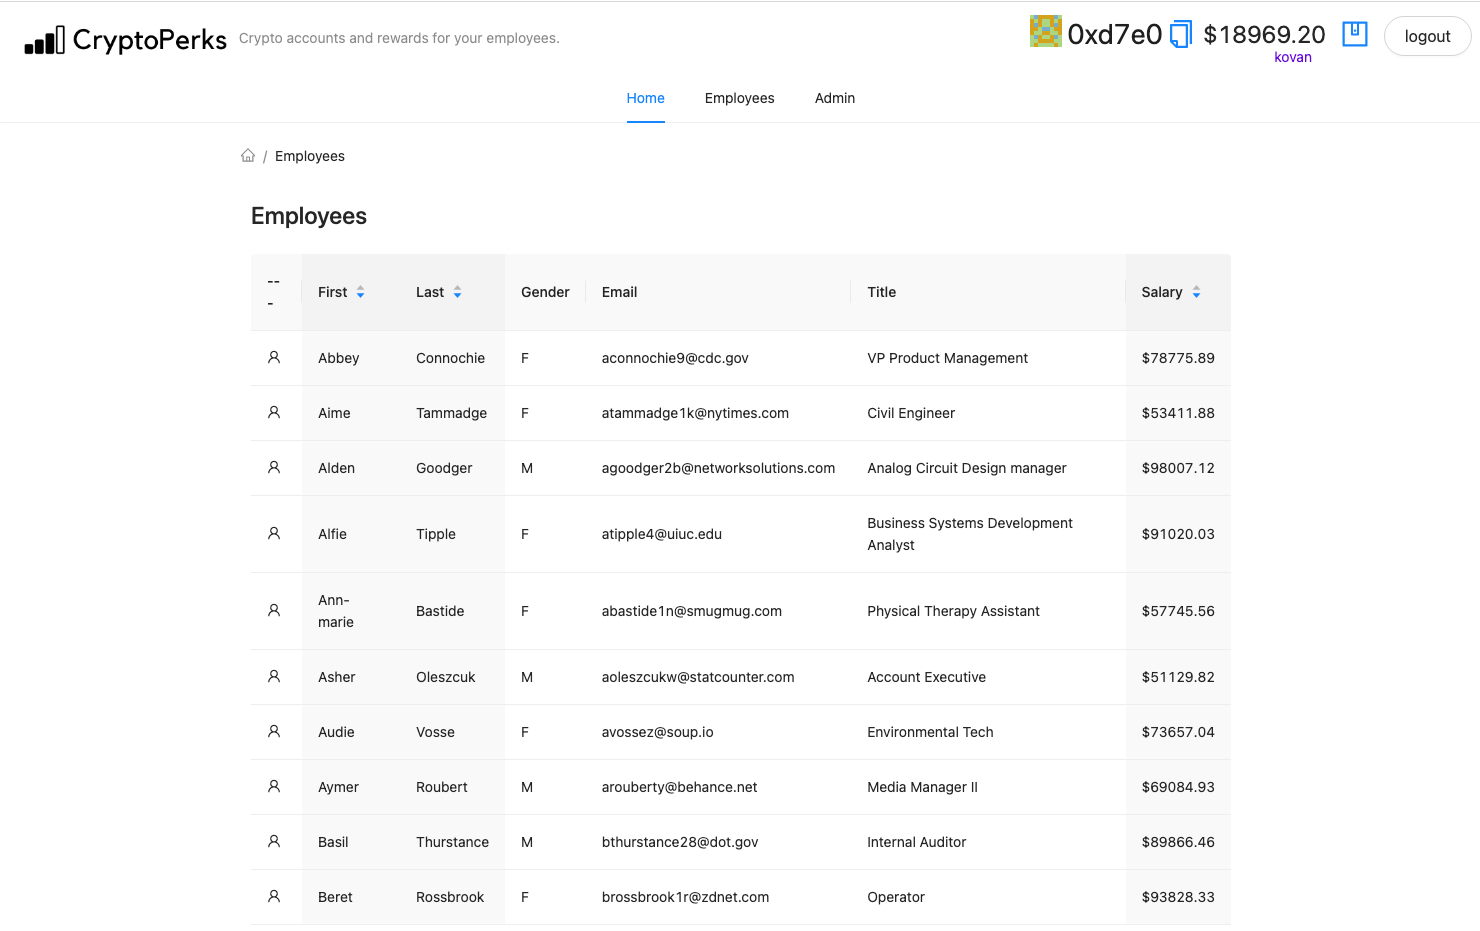 CryptoPerks Crypto accounts and rewards for your employees. 0xd7e0 $18969.20 logout
kovan
Home Employees Admin
/ Employees
Employees
---
First Last Gender Email Title Salary
Abbey Connochie F aconnochie9@cdc.gov VP Product Management $78775.89
Aime Tammadge F atammadge1k@nytimes.com Civil Engineer $53411.88
Alden Goodger M agoodger2b@networksolutions.com Analog Circuit Design manager $98007.12
Alfie Tipple F atipple4@uiuc.edu Business Systems Development
Analyst $91020.03
Ann-
marie Bastide F abastide1n@smugmug.com Physical Therapy Assistant $57745.56
Asher Oleszcuk M aoleszcukw@statcounter.com Account Executive $51129.82
Audie Vosse F avossez@soup.io Environmental Tech $73657.04
Aymer Roubert M arouberty@behance.net Media Manager II $69084.93
Basil Thurstance M bthurstance28@dot.gov Internal Auditor $89866.46
Beret Rossbrook F brossbrook1r@zdnet.com Operator $93828.33